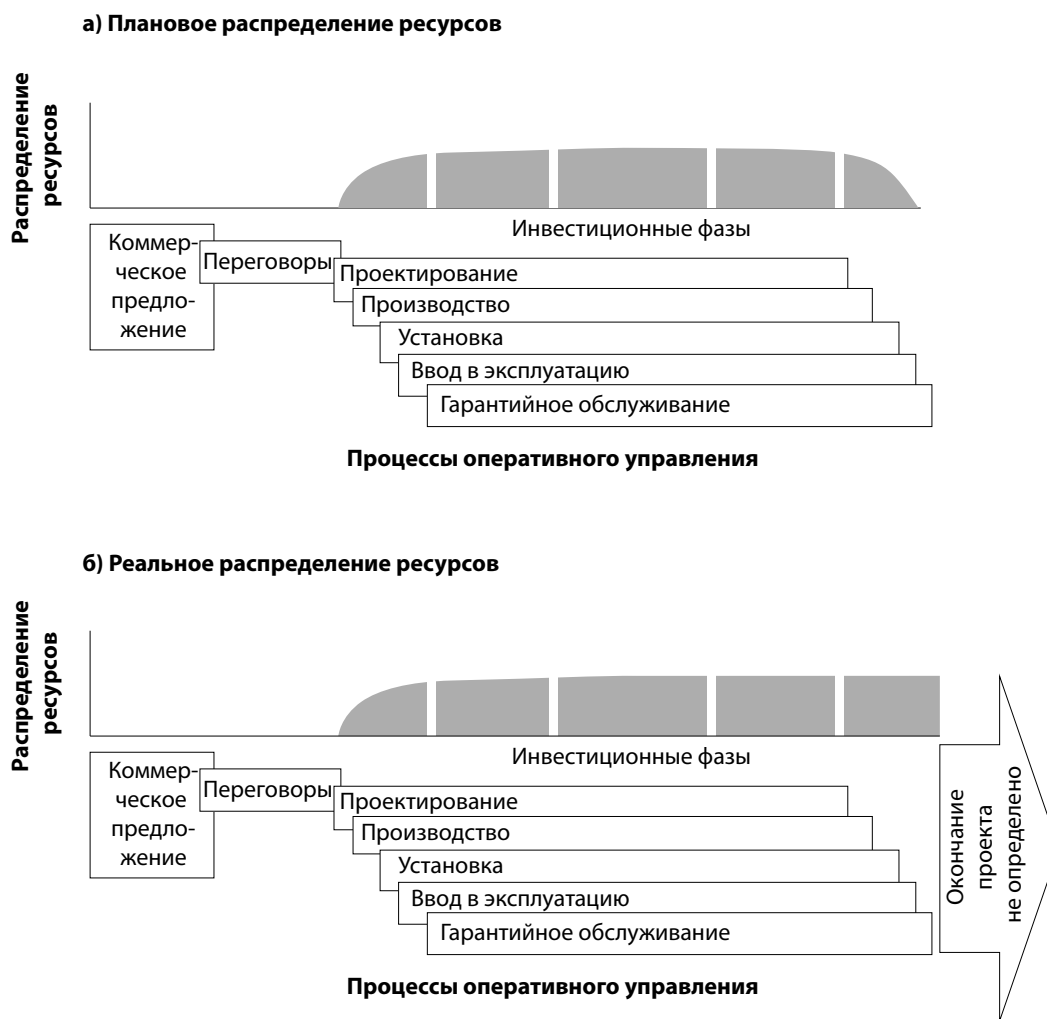 а) Плановое распределение ресурсов
Распределение
ресурсов
Инвестиционные фазы
Коммер-
ческое
предло-
жение
Переговоры
Проектирование
Производство
Установка
Ввод в эксплуатацию
Гарантийное обслуживание
Процессы оперативного управления
б) Реальное распределение ресурсов
Распределение
ресурсов
Инвестиционные фазы
Коммер-
ческое
предло-
жение
Переговоры
Проектирование
Производство
Установка
Ввод в эксплуатацию
Гарантийное обслуживание
Окончание
проекта
не определено
Процессы оперативного управления